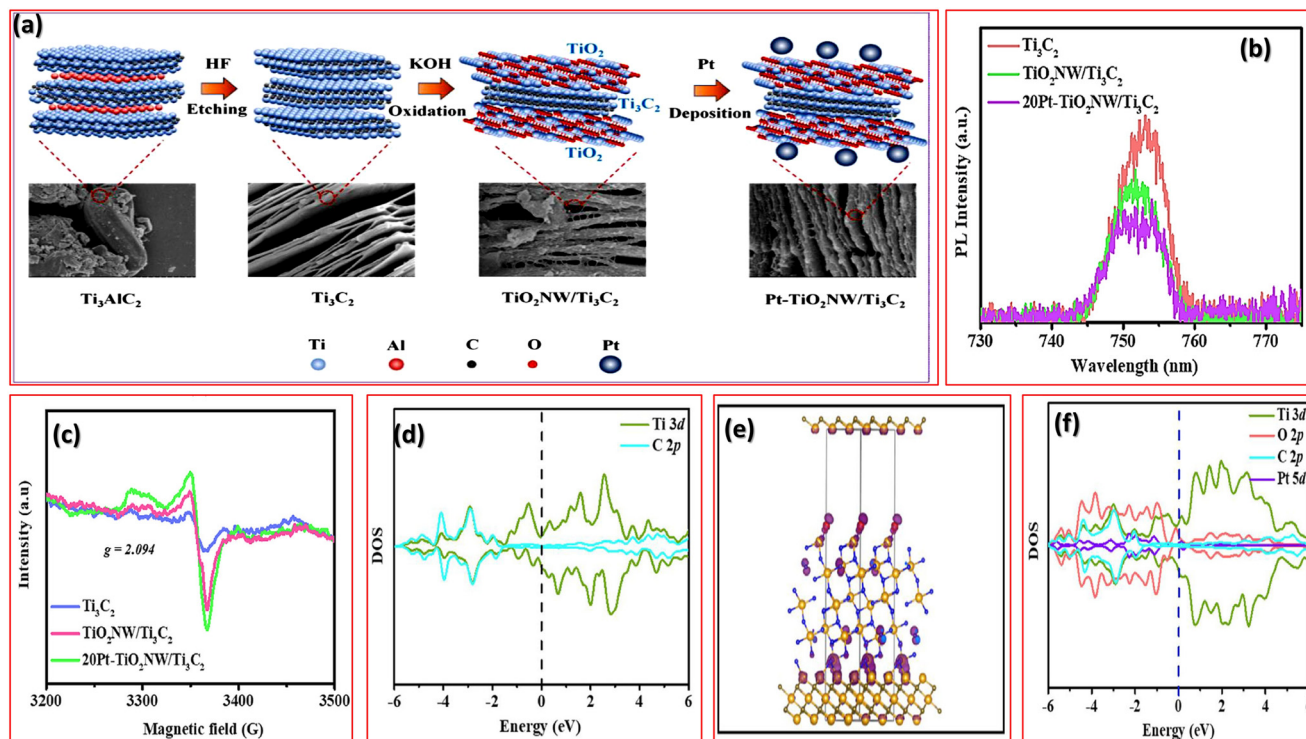 (a)
HF
Etching
KOH
Oxidation
TiO₂
Ti₃C₂
TiO₂
Pt
Deposition
Ti₃AlC₂
Ti₃C₂
TiO₂NW/Ti₃C₂
Pt-TiO₂NW/Ti₃C₂
Ti Al C O Pt
(b)
Ti₃C₂
TiO₂NW/Ti₃C₂
20Pt-TiO₂NW/Ti₃C₂
PL Intensity (a.u.)
730 740 750 760 770
Wavelength (nm)
(c)
Intensity (a.u)
g = 2.094
Ti₃C₂
TiO₂NW/Ti₃C₂
20Pt-TiO₂NW/Ti₃C₂
3200 3300 3400 3500
Magnetic field (G)
(d)
Ti 3d
C 2p
DOS
-6 -4 -2 0 2 4 6
Energy (eV)
(e)
(f)
Ti 3d
O 2p
C 2p
Pt 5d
DOS
-6 -4 -2 0 2 4 6
Energy (eV)